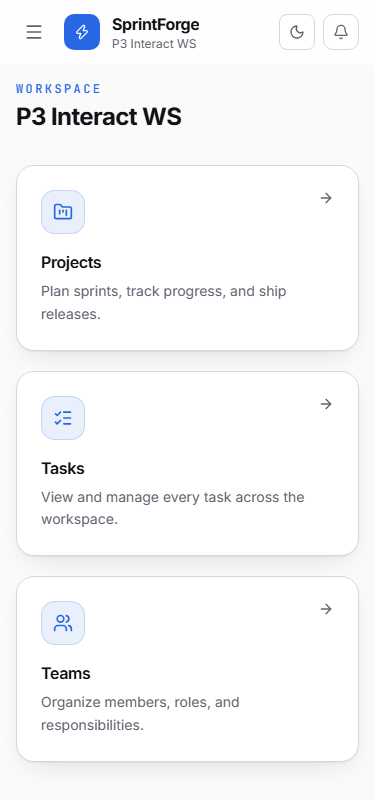 SprintForge
P3 Interact WS
WORKSPACE
P3 Interact WS
Projects
Plan sprints, track progress, and ship
releases.
Tasks
View and manage every task across the
workspace.
Teams
Organize members, roles, and
responsibilities.